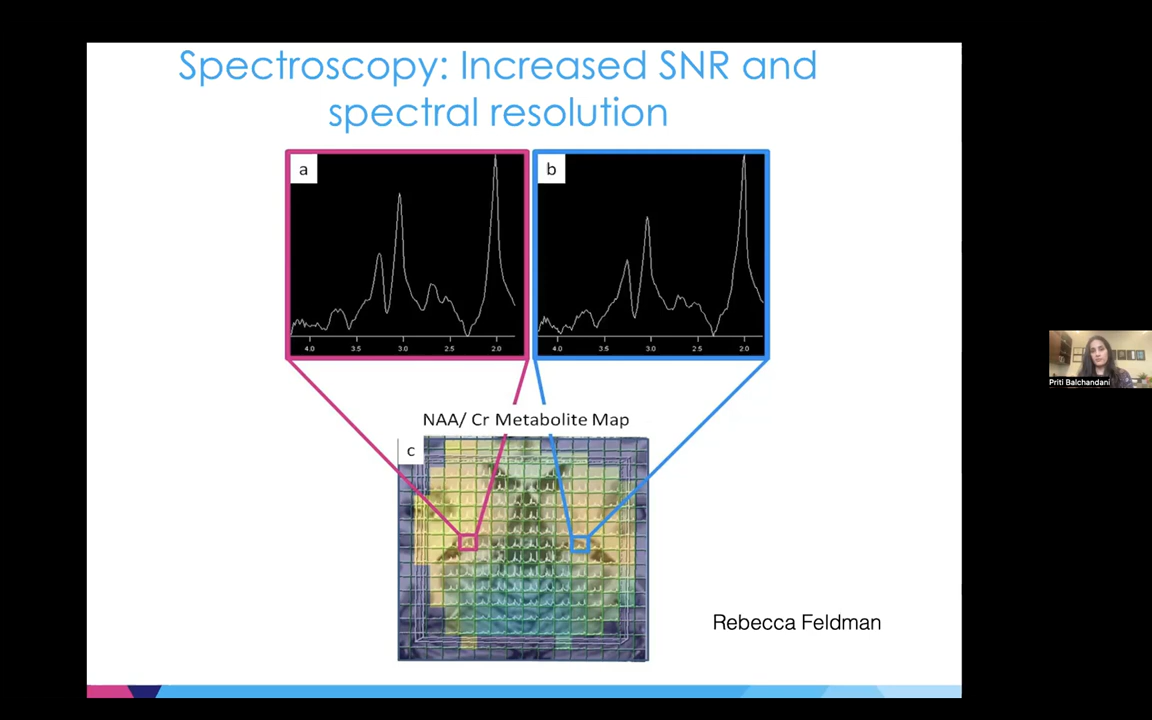 Spectroscopy: Increased SNR and
spectral resolution
a
b
4.0 3.5 3.0 2.5 2.0
4.0 3.5 3.0 2.5 2.0
NAA/ Cr Metabolite Map
c
Rebecca Feldman
Priti Balchandani